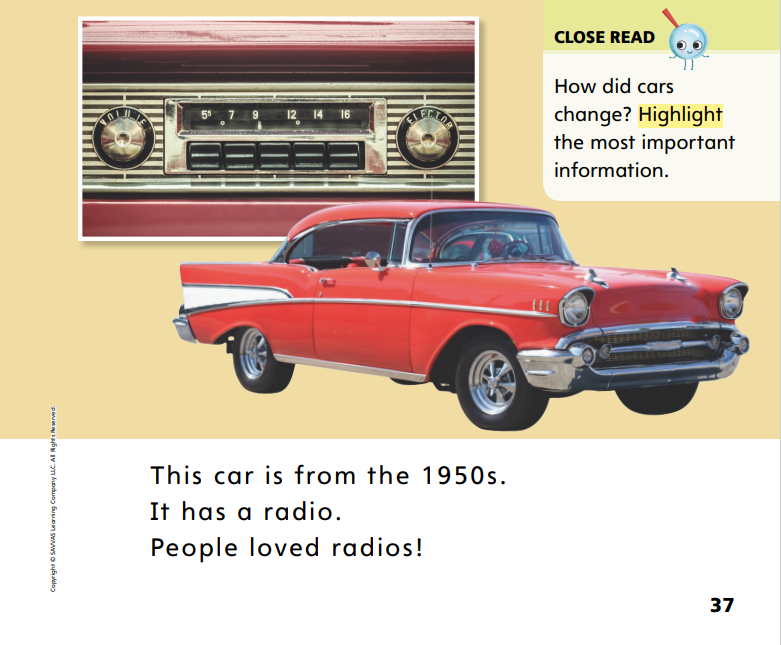 VOLUME
5⁵ 7 9 12 14 16
CLOSE READ
How did cars
change? Highlight
the most important
information.
This car is from the 1950s.
It has a radio.
People loved radios!
37
Copyright © SAVVAS Learning Company LLC. All Rights Reserved.